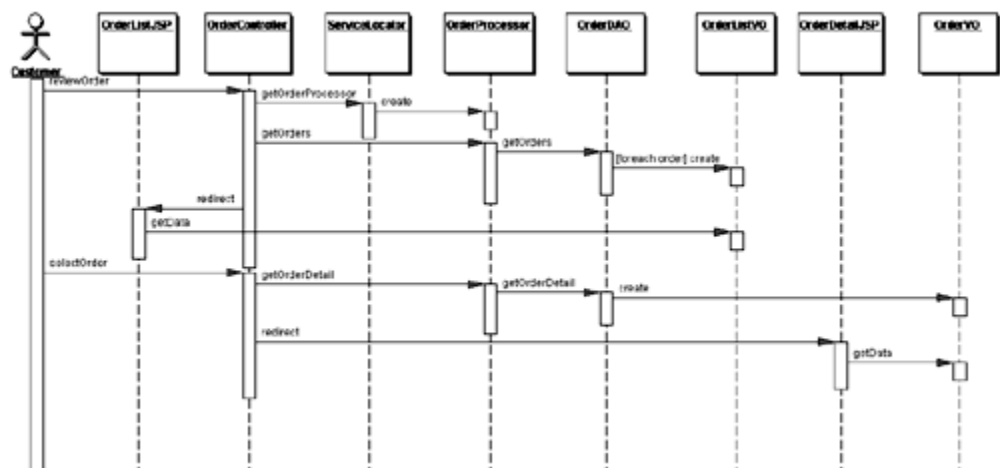 OrderListJSP
OrderController
ServiceLocator
OrderProcessor
OrderDAO
OrderListVO
OrderDetailJSP
OrderVO
Customer
reviewOrder
getOrderProcessor
create
getOrders
getOrders
[foreach order] create
redirect
getData
selectOrder
getOrderDetail
getOrderDetail
create
redirect
getData